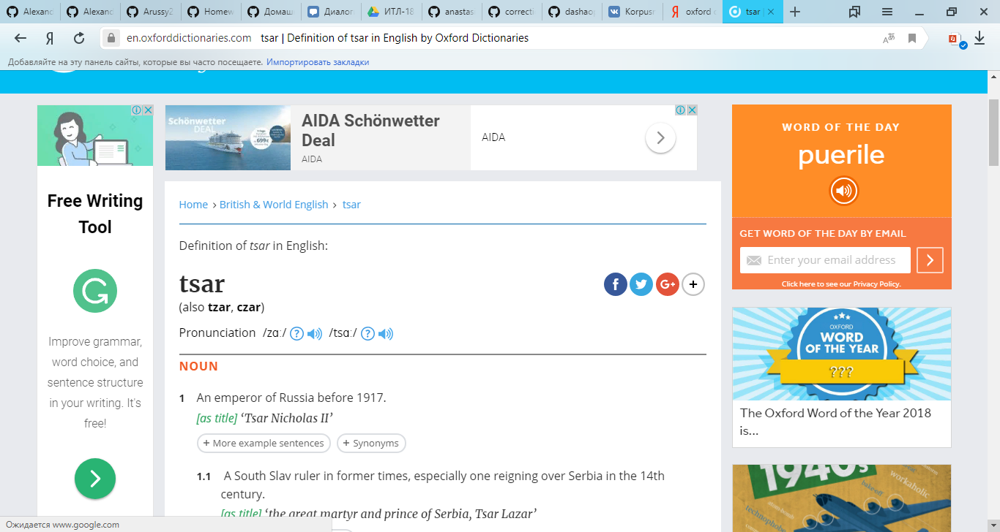 Alexand
Alexand
Arussy2
Homew
Домаш
Диалог
ИТЛ-18
anastas
correcti
dashao
Korpus
oxford
tsar
en.oxforddictionaries.com tsar | Definition of tsar in English by Oxford Dictionaries
Добавляйте на эту панель сайты, которые вы часто посещаете. Импортировать закладки
Free Writing
Tool
Improve grammar,
word choice, and
sentence structure
in your writing. It's
free!
Schönwetter
DEAL
699€
AIDA Schönwetter
Deal
AIDA
AIDA
Home › British & World English › tsar
Definition of tsar in English:
tsar
(also tzar, czar)
Pronunciation /zɑː/ ? /tsɑː/ ?
NOUN
1 An emperor of Russia before 1917.
[as title] ‘Tsar Nicholas II’
+ More example sentences + Synonyms
1.1 A South Slav ruler in former times, especially one reigning over Serbia in the 14th
century.
[as title] ‘the great martyr and prince of Serbia, Tsar Lazar’
WORD OF THE DAY
puerile
GET WORD OF THE DAY BY EMAIL
Enter your email address
Click here to see our Privacy Policy.
OXFORD
WORD
OF THE YEAR
???
The Oxford Word of the Year 2018
is...
1940s
workaholic
bake-off
technophobe
Ожидается www.google.com